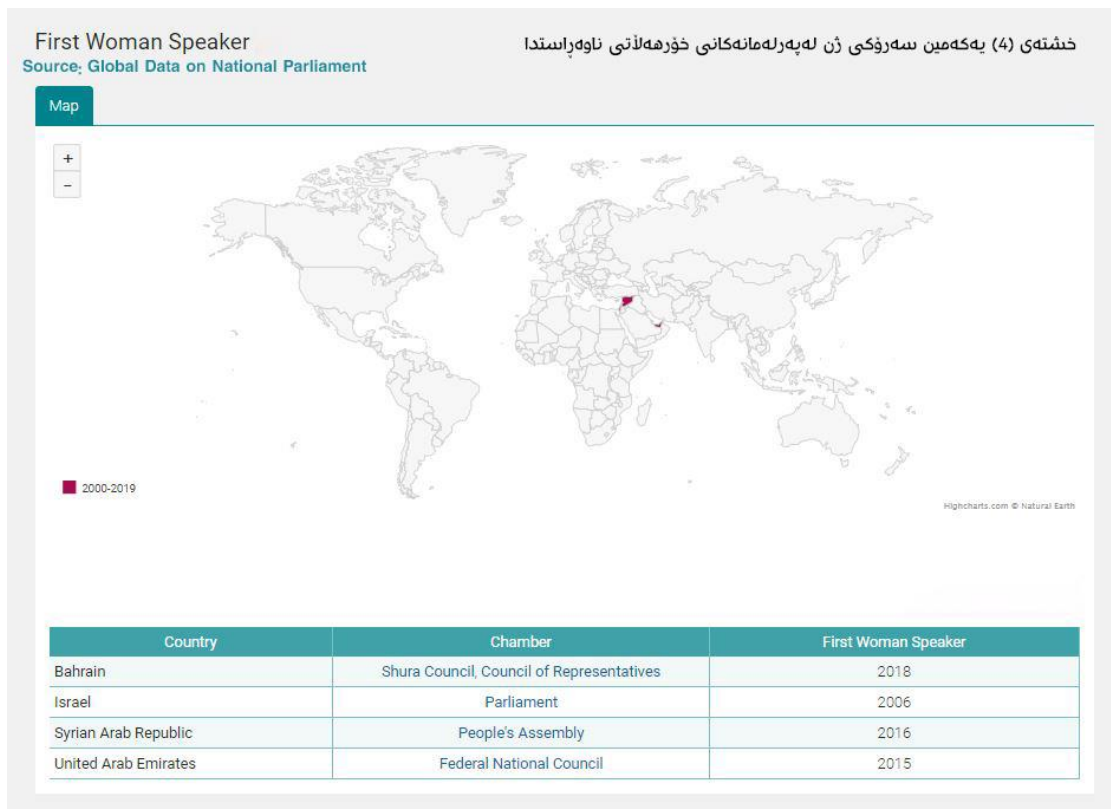 First Woman Speaker
خشتەی (4) یەکەمین سەرۆکی ژن لەپەرلەمانەکانی خۆرهەڵاتی ناوەڕاستدا
Source: Global Data on National Parliament
Map
+
−
2000-2019
Highcharts.com © Natural Earth
Country Chamber First Woman Speaker
Bahrain Shura Council, Council of Representatives 2018
Israel Parliament 2006
Syrian Arab Republic People's Assembly 2016
United Arab Emirates Federal National Council 2015